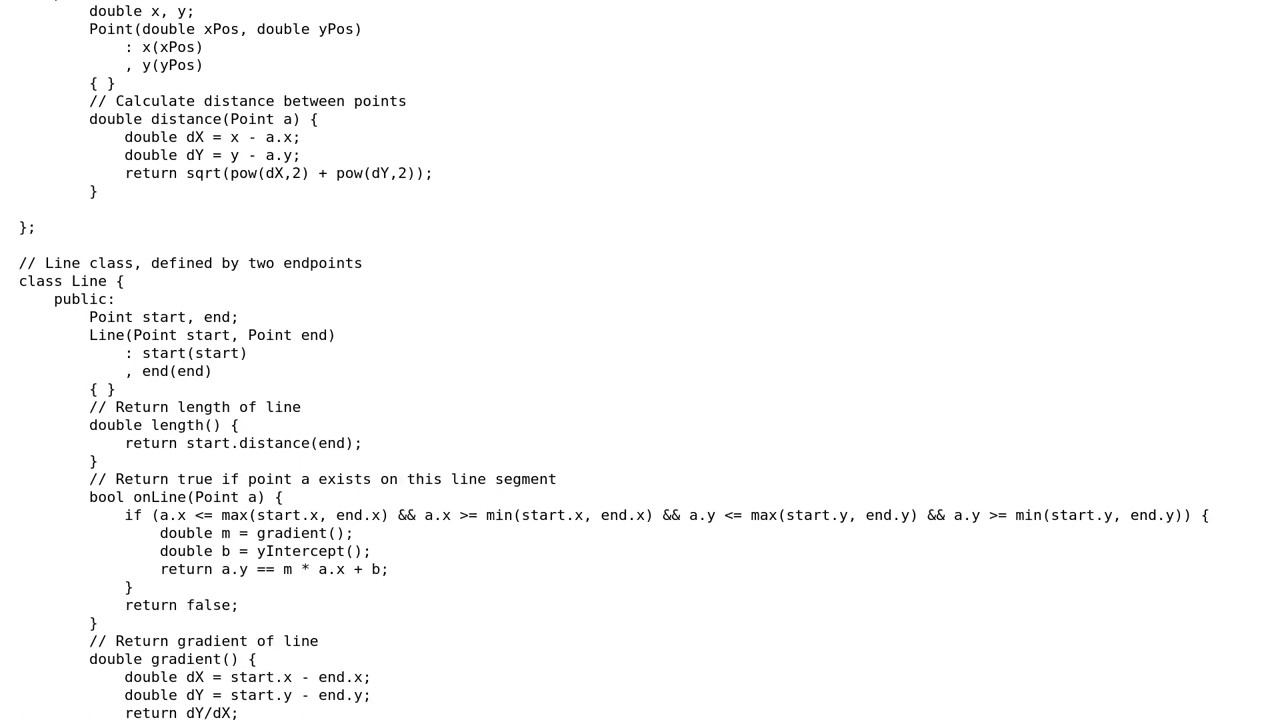 double x, y;
        Point(double xPos, double yPos)
            : x(xPos)
            , y(yPos)
        { }
        // Calculate distance between points
        double distance(Point a) {
            double dX = x - a.x;
            double dY = y - a.y;
            return sqrt(pow(dX,2) + pow(dY,2));
        }

};

// Line class, defined by two endpoints
class Line {
    public:
        Point start, end;
        Line(Point start, Point end)
            : start(start)
            , end(end)
        { }
        // Return length of line
        double length() {
            return start.distance(end);
        }
        // Return true if point a exists on this line segment
        bool onLine(Point a) {
            if (a.x <= max(start.x, end.x) && a.x >= min(start.x, end.x) && a.y <= max(start.y, end.y) && a.y >= min(start.y, end.y)) {
                double m = gradient();
                double b = yIntercept();
                return a.y == m * a.x + b;
            }
            return false;
        }
        // Return gradient of line
        double gradient() {
            double dX = start.x - end.x;
            double dY = start.y - end.y;
            return dY/dX;